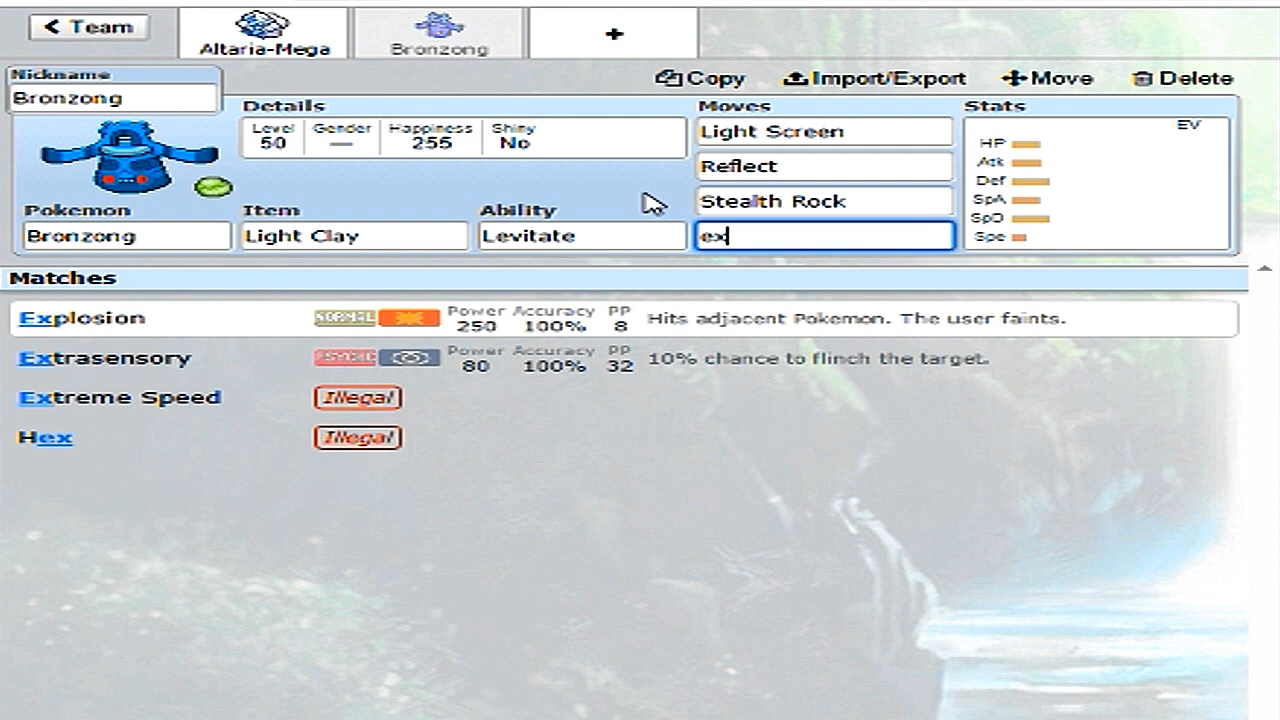 Team
Altaria-Mega
Bronzong
+
Nickname
Bronzong
Copy
Import/Export
Move
Delete
Details
Level
50
Gender
—
Happiness
255
Shiny
No
Pokemon
Bronzong
Item
Light Clay
Ability
Levitate
Moves
Light Screen
Reflect
Stealth Rock
ex
Stats
EV
HP
Atk
Def
SpA
SpD
Spe
Matches
Explosion NORMAL Power 250 Accuracy 100% PP 8 Hits adjacent Pokemon. The user faints.
Extrasensory PSYCHIC Power 80 Accuracy 100% PP 32 10% chance to flinch the target.
Extreme Speed Illegal
Hex Illegal